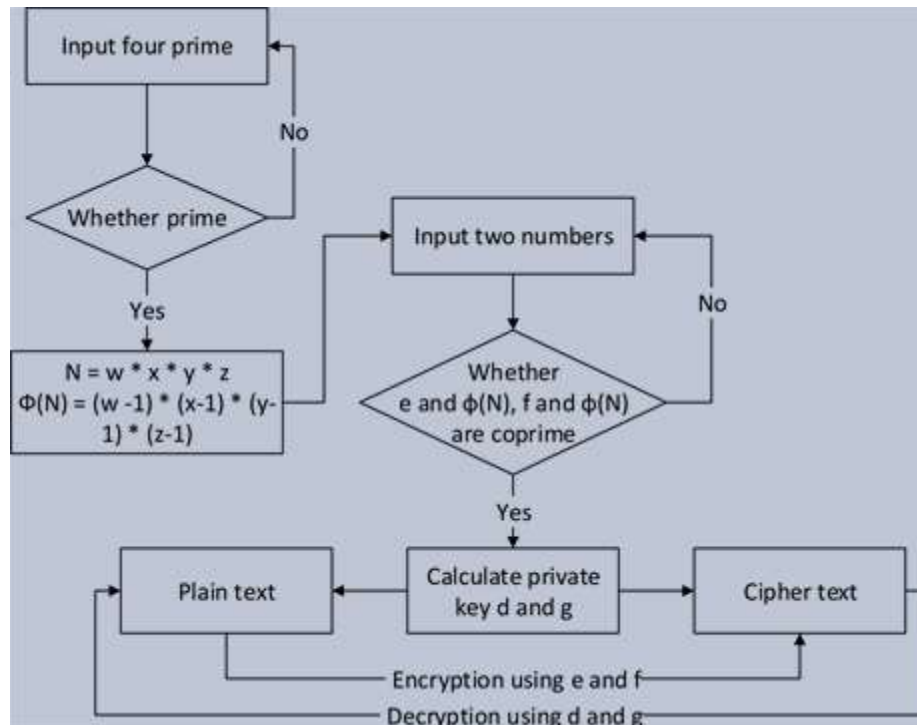 Input four prime
No
Whether prime
Yes
N = w * x * y * z
Φ(N) = (w -1) * (x-1) * (y-
1) * (z-1)
Input two numbers
No
Whether
e and ϕ(N), f and ϕ(N)
are coprime
Yes
Plain text
Calculate private
key d and g
Cipher text
Encryption using e and f
Decryption using d and g